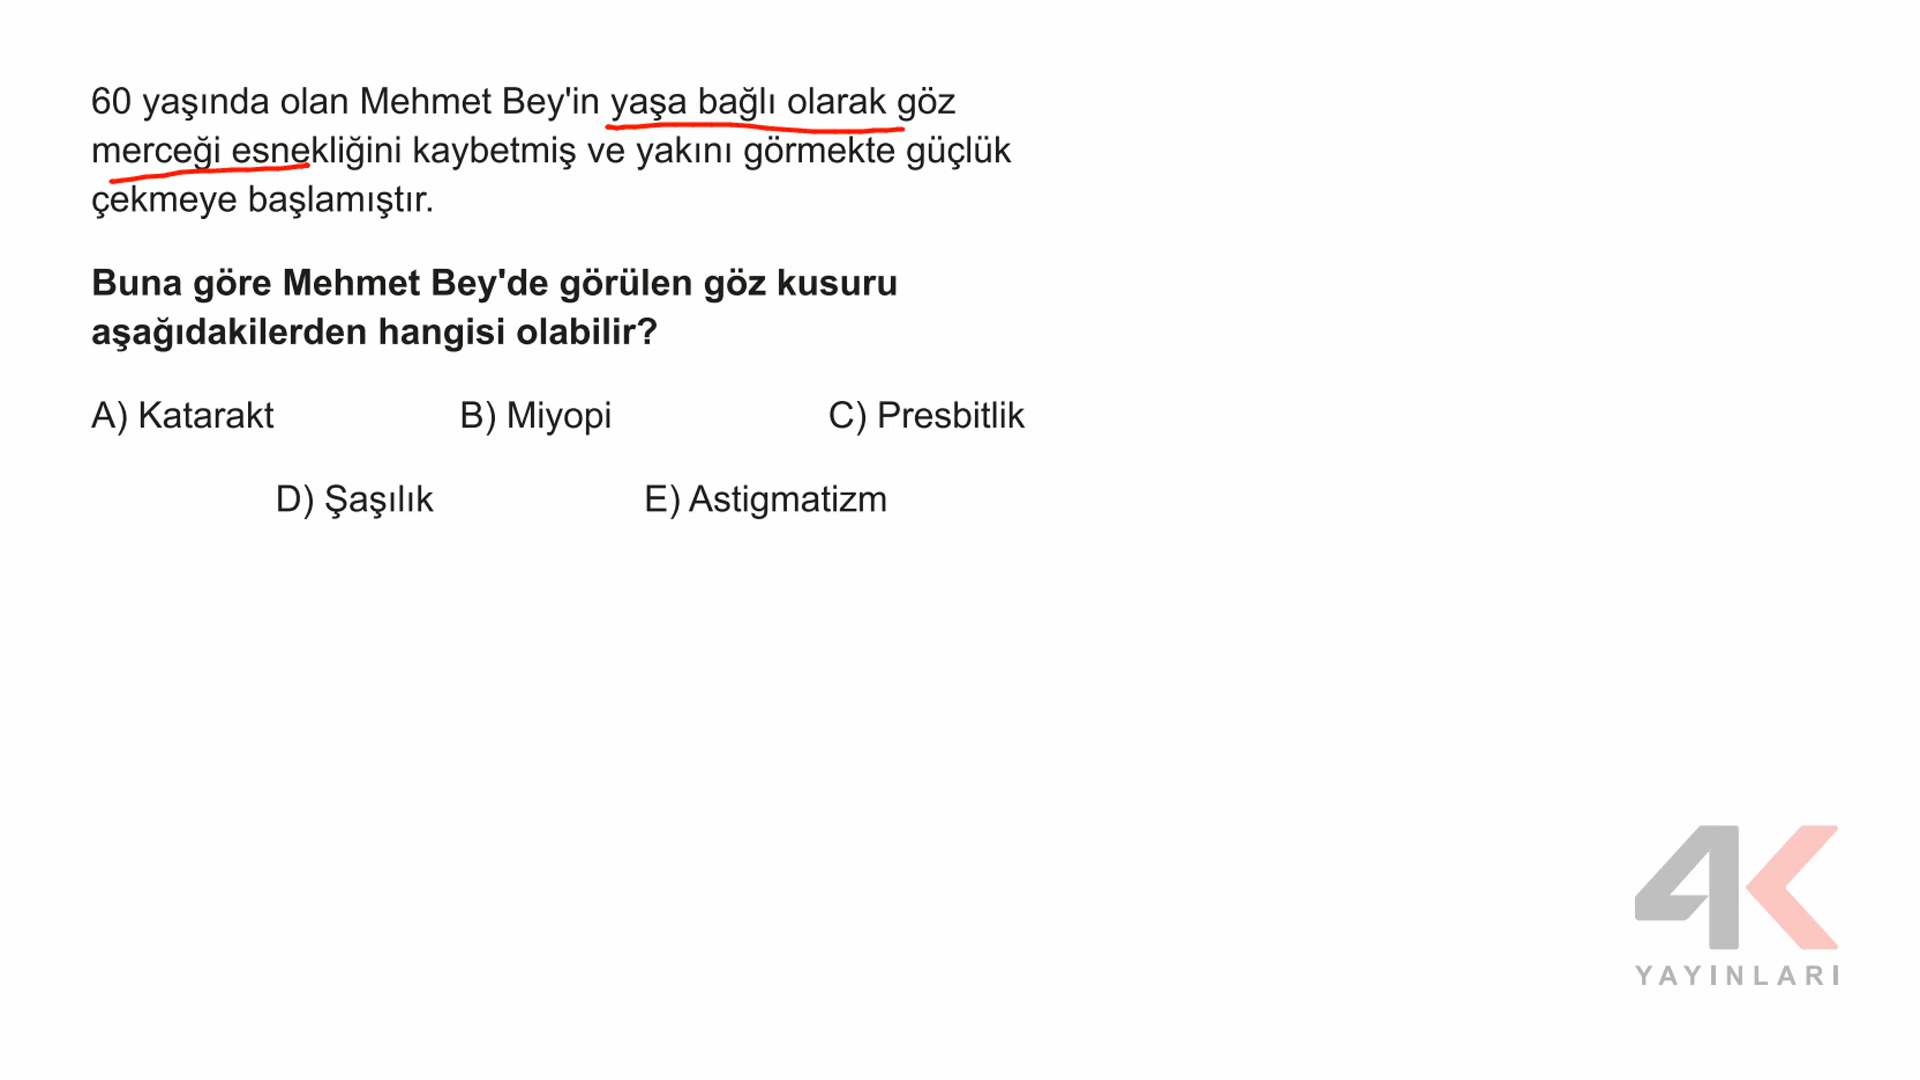 60 yaşında olan Mehmet Bey'in yaşa bağlı olarak göz
merceği esnekliğini kaybetmiş ve yakını görmekte güçlük
çekmeye başlamıştır.
Buna göre Mehmet Bey'de görülen göz kusuru
aşağıdakilerden hangisi olabilir?
A) Katarakt B) Miyopi C) Presbitlik
D) Şaşılık E) Astigmatizm
4K
YAYINLARI